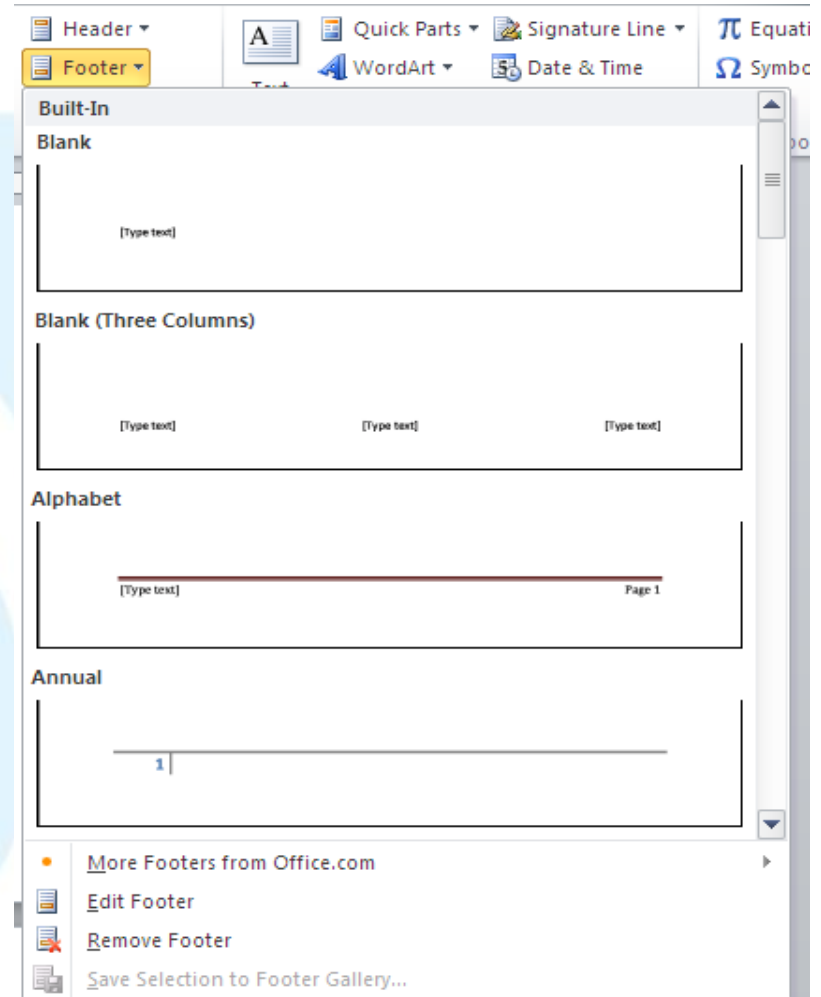 Header Quick Parts Signature Line π Equati
Footer A WordArt Date & Time Ω Symbo
Built-In
Blank
[Type text]
Blank (Three Columns)
[Type text] [Type text] [Type text]
Alphabet
[Type text] Page 1
Annual
1
More Footers from Office.com
Edit Footer
Remove Footer
Save Selection to Footer Gallery...